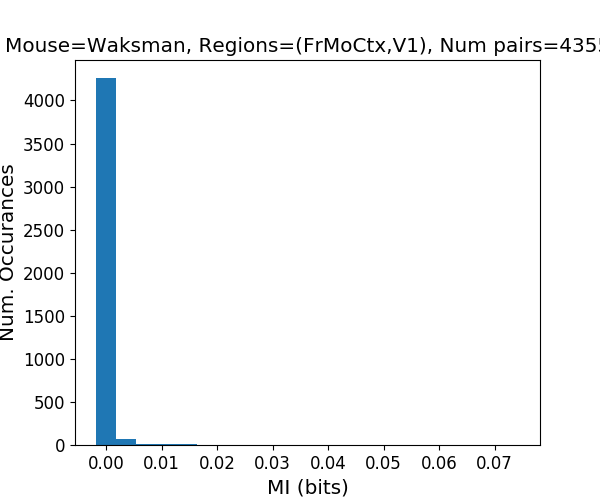 Mouse=Waksman, Regions=(FrMoCtx,V1), Num pairs=4355
Num. Occurances
4000
3500
3000
2500
2000
1500
1000
500
0
0.00 0.01 0.02 0.03 0.04 0.05 0.06 0.07
MI (bits)